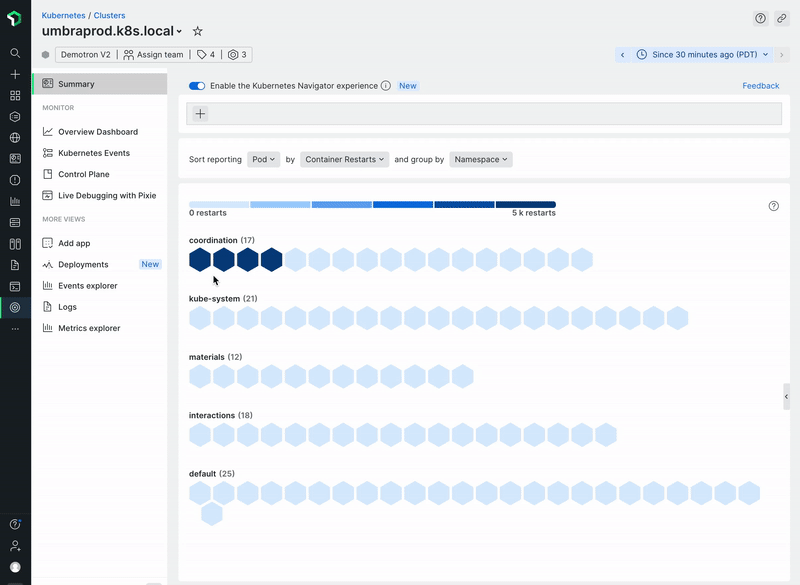 Kubernetes / Clusters
umbraprod.k8s.local
Demotron V2 | Assign team | 4 | 3
Since 30 minutes ago (PDT)
Summary
MONITOR
Overview Dashboard
Kubernetes Events
Control Plane
Live Debugging with Pixie
MORE VIEWS
Add app
Deployments New
Events explorer
Logs
Metrics explorer
Enable the Kubernetes Navigator experience New Feedback
Sort reporting Pod by Container Restarts and group by Namespace
0 restarts 5 k restarts
coordination (17)
kube-system (21)
materials (12)
interactions (18)
default (25)